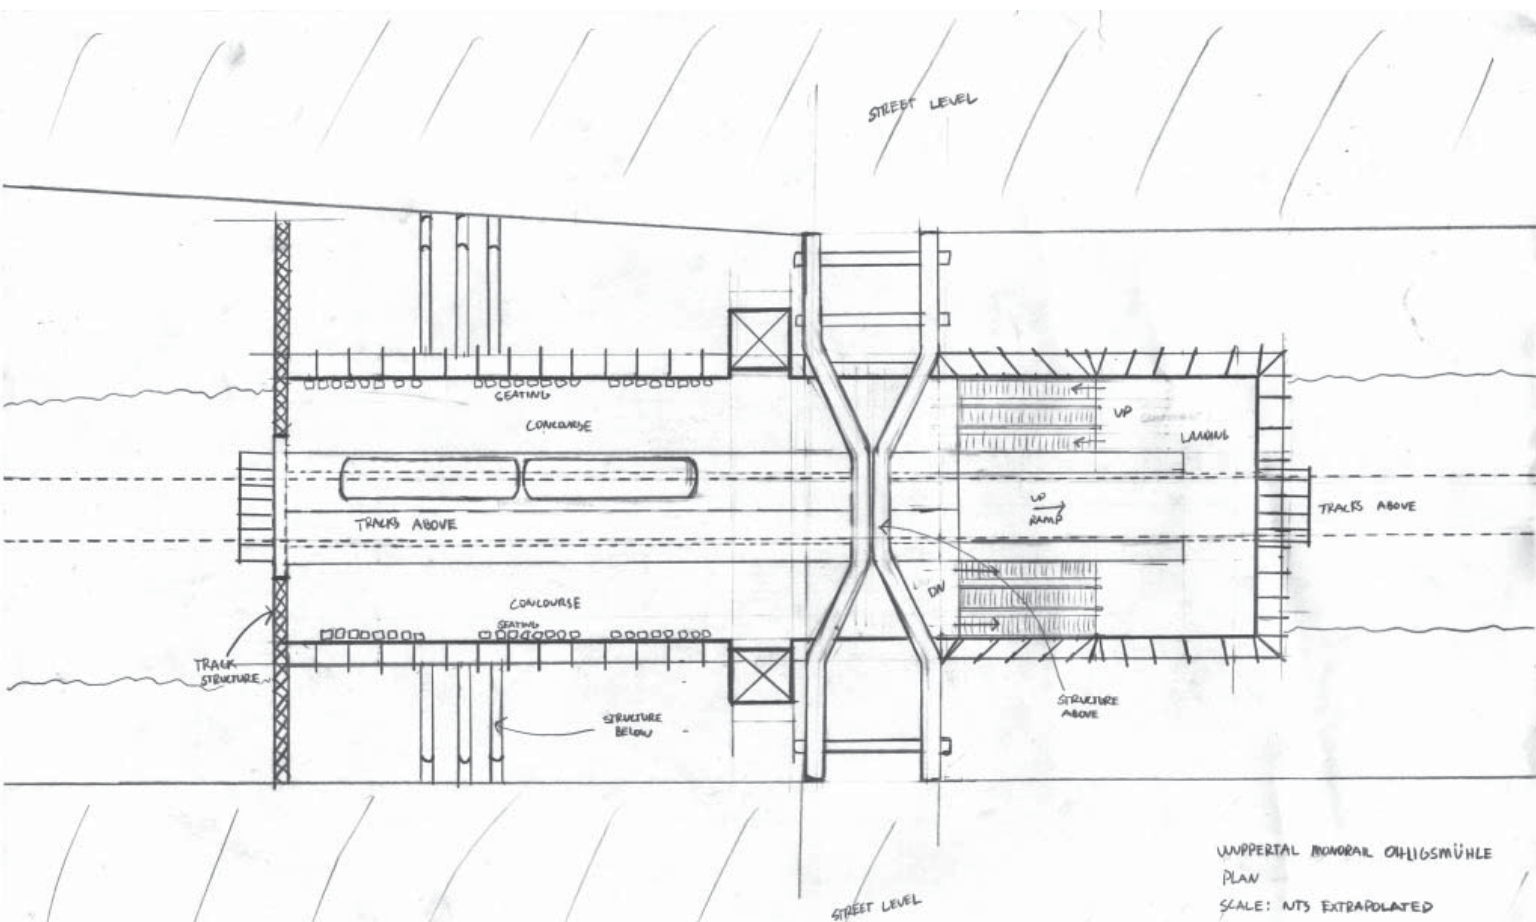 STREET LEVEL
SEATING
CONCOURSE
UP
LANDING
TRACKS ABOVE
UP
RAMP
TRACKS ABOVE
DN
CONCOURSE
SEATING
TRACK
STRUCTURE
STRUCTURE
BELOW
STRUCTURE
ABOVE
STREET LEVEL
WUPPERTAL MONORAIL OHLIGSMÜHLE
PLAN
SCALE: NTS EXTRAPOLATED